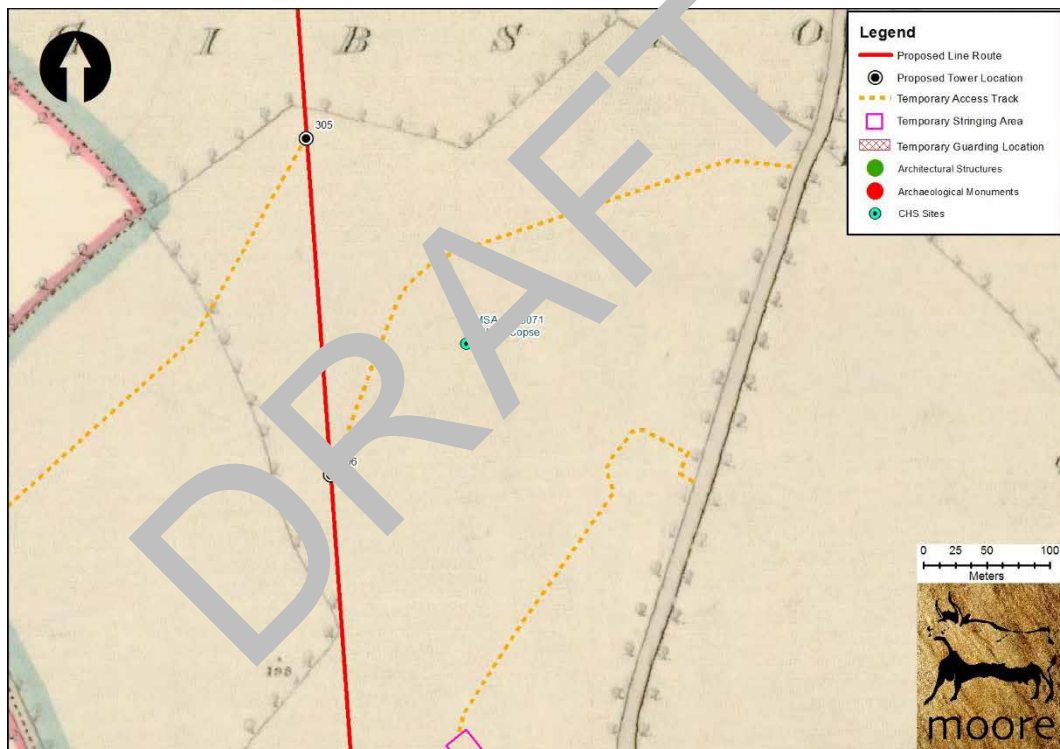 G I B S O
Legend
Proposed Line Route
Proposed Tower Location
Temporary Access Track
Temporary Stringing Area
Temporary Guarding Location
Architectural Structures
Archaeological Monuments
CHS Sites
305
Copse
DRAFT
198
0 25 50 100
Meters
moore